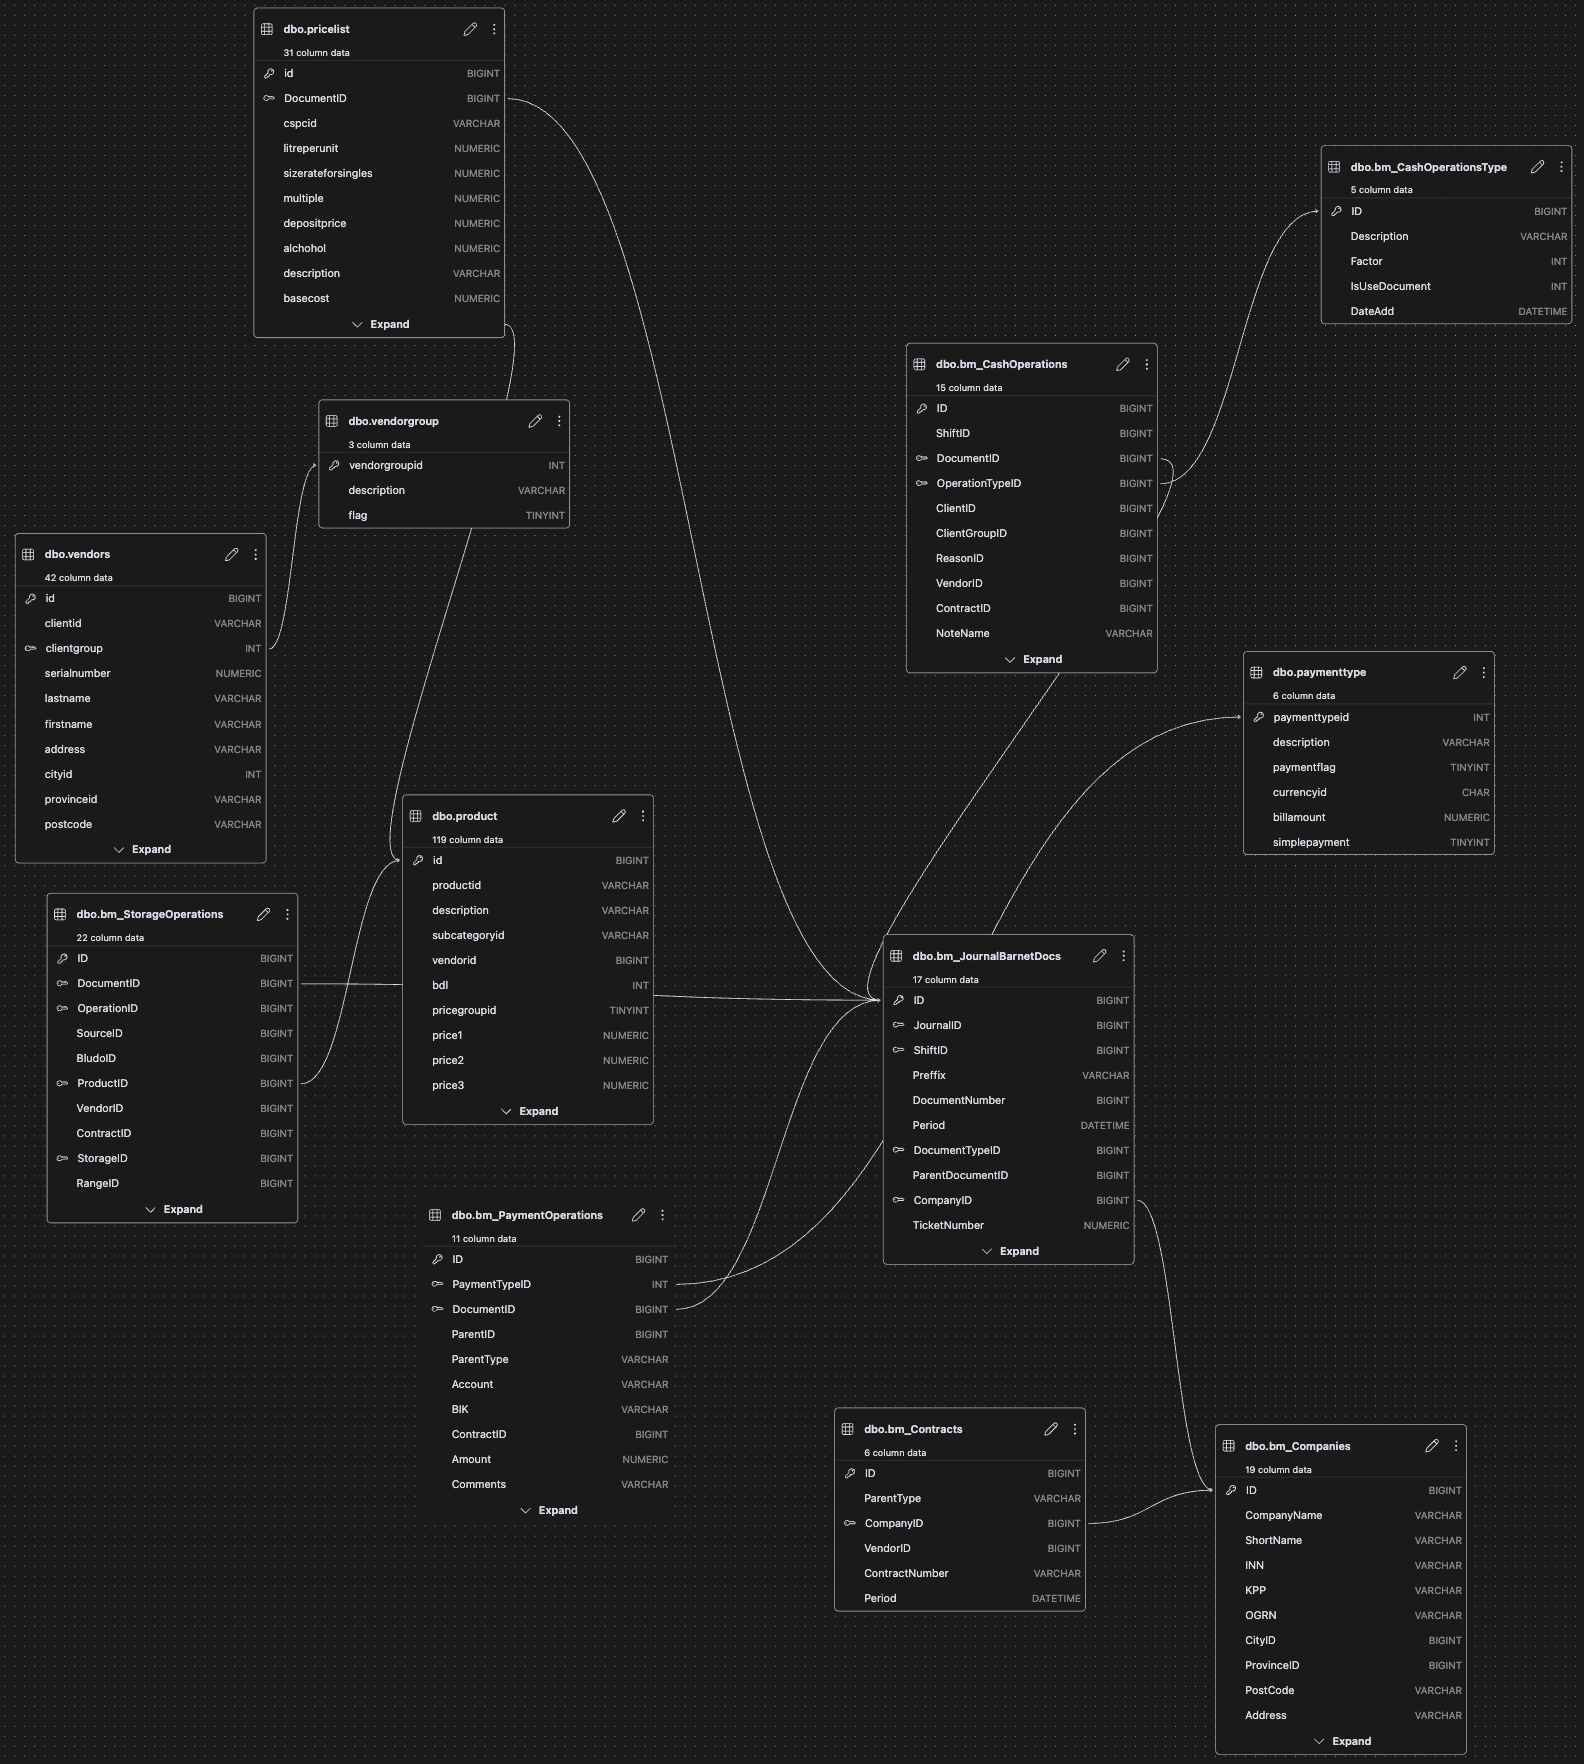 dbo.pricelist
31 column data
id BIGINT
DocumentID BIGINT
cspcid VARCHAR
litreperunit NUMERIC
sizerateforsingles NUMERIC
multiple NUMERIC
depositprice NUMERIC
alchohol NUMERIC
description VARCHAR
basecost NUMERIC
Expand
dbo.bm_CashOperationsType
5 column data
ID BIGINT
Description VARCHAR
Factor INT
IsUseDocument INT
DateAdd DATETIME
dbo.bm_CashOperations
15 column data
ID BIGINT
ShiftID BIGINT
DocumentID BIGINT
OperationTypeID BIGINT
ClientID BIGINT
ClientGroupID BIGINT
ReasonID BIGINT
VendorID BIGINT
ContractID BIGINT
NoteName VARCHAR
Expand
dbo.vendorgroup
3 column data
vendorgroupid INT
description VARCHAR
flag TINYINT
dbo.vendors
42 column data
id BIGINT
clientid VARCHAR
clientgroup INT
serialnumber NUMERIC
lastname VARCHAR
firstname VARCHAR
address VARCHAR
cityid INT
provinceid VARCHAR
postcode VARCHAR
Expand
dbo.paymenttype
6 column data
paymenttypeid INT
description VARCHAR
paymentflag TINYINT
currencyid CHAR
billamount NUMERIC
simplepayment TINYINT
dbo.product
119 column data
id BIGINT
productid VARCHAR
description VARCHAR
subcategoryid VARCHAR
vendorid BIGINT
bdl INT
pricegroupid TINYINT
price1 NUMERIC
price2 NUMERIC
price3 NUMERIC
Expand
dbo.bm_StorageOperations
22 column data
ID BIGINT
DocumentID BIGINT
OperationID BIGINT
SourceID BIGINT
BludoID BIGINT
ProductID BIGINT
VendorID BIGINT
ContractID BIGINT
StorageID BIGINT
RangeID BIGINT
Expand
dbo.bm_JournalBarnetDocs
17 column data
ID BIGINT
JournalID BIGINT
ShiftID BIGINT
Preffix VARCHAR
DocumentNumber BIGINT
Period DATETIME
DocumentTypeID BIGINT
ParentDocumentID BIGINT
CompanyID BIGINT
TicketNumber NUMERIC
Expand
dbo.bm_PaymentOperations
11 column data
ID BIGINT
PaymentTypeID INT
DocumentID BIGINT
ParentID BIGINT
ParentType VARCHAR
Account VARCHAR
BIK VARCHAR
ContractID BIGINT
Amount NUMERIC
Comments VARCHAR
Expand
dbo.bm_Contracts
6 column data
ID BIGINT
ParentType VARCHAR
CompanyID BIGINT
VendorID BIGINT
ContractNumber VARCHAR
Period DATETIME
dbo.bm_Companies
19 column data
ID BIGINT
CompanyName VARCHAR
ShortName VARCHAR
INN VARCHAR
KPP VARCHAR
OGRN VARCHAR
CityID BIGINT
ProvinceID BIGINT
PostCode VARCHAR
Address VARCHAR
Expand